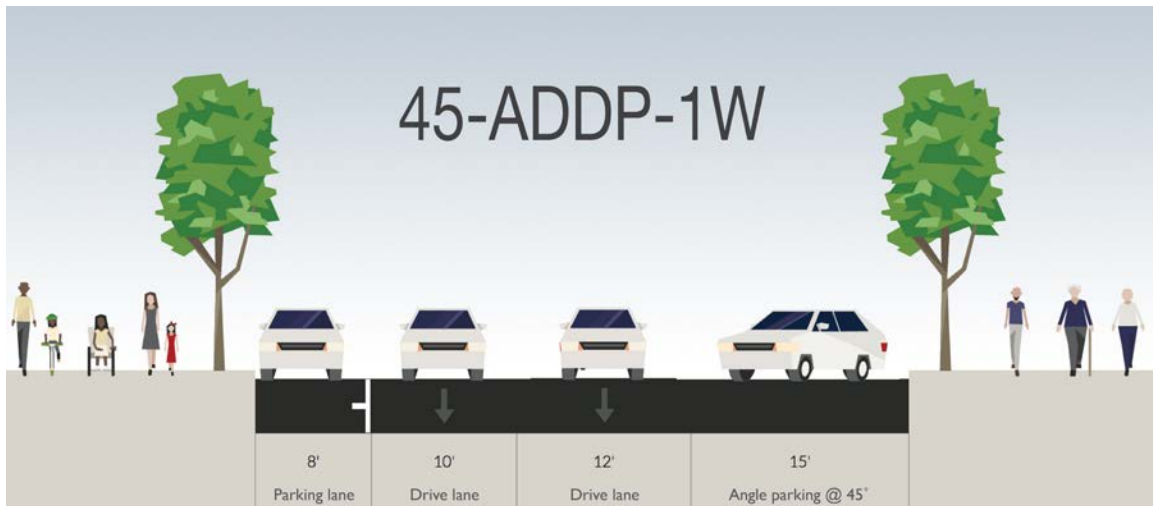 45-ADDP-1W
8' 10' 12' 15'
Parking lane Drive lane Drive lane Angle parking @ 45°